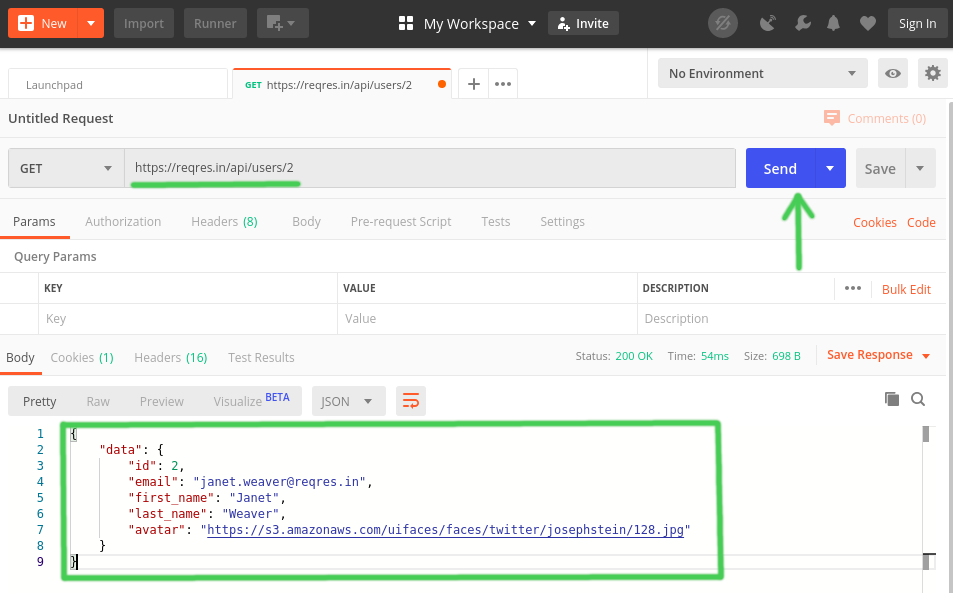 New Import Runner My Workspace Invite Sign In
Launchpad GET https://reqres.in/api/users/2 No Environment
Untitled Request Comments (0)
GET https://reqres.in/api/users/2 Send Save
Params Authorization Headers (8) Body Pre-request Script Tests Settings Cookies Code
Query Params
KEY VALUE DESCRIPTION Bulk Edit
Key Value Description
Body Cookies (1) Headers (16) Test Results Status: 200 OK Time: 54ms Size: 698 B Save Response
Pretty Raw Preview Visualize BETA JSON
1 {
2 "data": {
3 "id": 2,
4 "email": "janet.weaver@reqres.in",
5 "first_name": "Janet",
6 "last_name": "Weaver",
7 "avatar": "https://s3.amazonaws.com/uifaces/faces/twitter/josephstein/128.jpg"
8 }
9 }